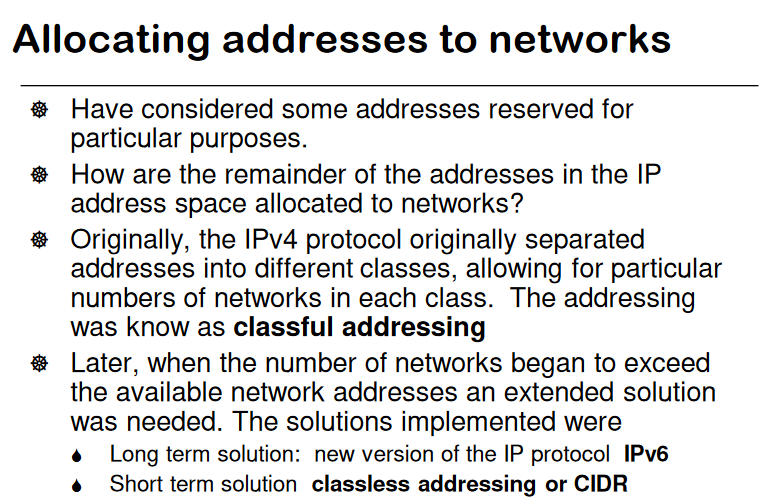 Allocating addresses to networks
Have considered some addresses reserved for
particular purposes.
How are the remainder of the addresses in the IP
address space allocated to networks?
Originally, the IPv4 protocol originally separated
addresses into different classes, allowing for particular
numbers of networks in each class.  The addressing
was know as classful addressing
Later, when the number of networks began to exceed
the available network addresses an extended solution
was needed. The solutions implemented were
Long term solution:  new version of the IP protocol  IPv6
Short term solution  classless addressing or CIDR